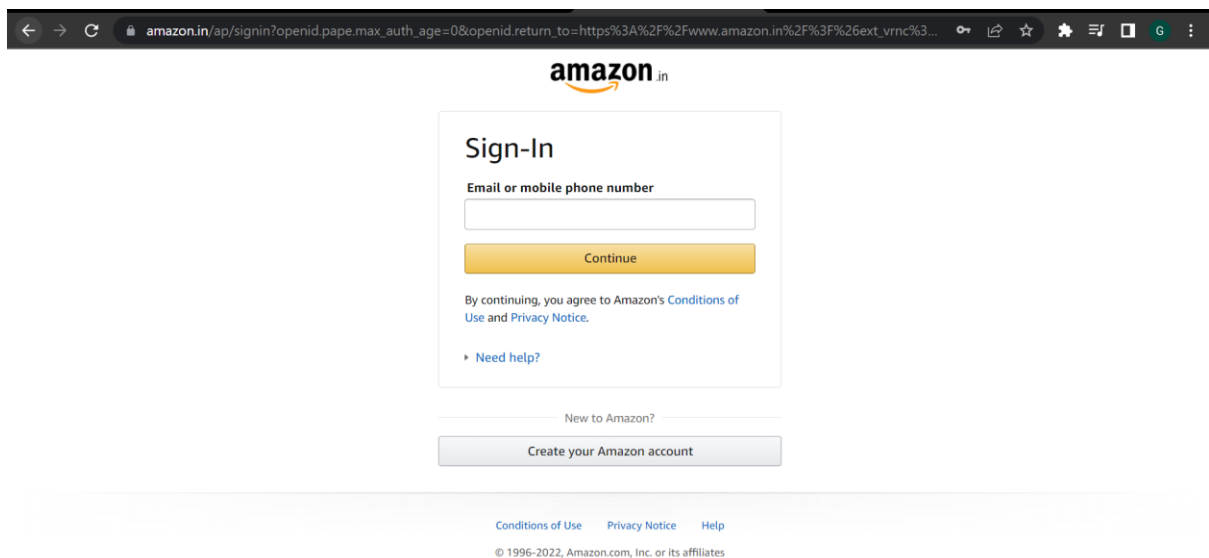 amazon.in/ap/signin?openid.pape.max_auth_age=0&openid.return_to=https%3A%2F%2Fwww.amazon.in%2F%3F%26ext_vrnc%3...
G
amazon.in
Sign-In
Email or mobile phone number
Continue
By continuing, you agree to Amazon's Conditions of
Use and Privacy Notice.
Need help?
New to Amazon?
Create your Amazon account
Conditions of Use Privacy Notice Help
© 1996-2022, Amazon.com, Inc. or its affiliates